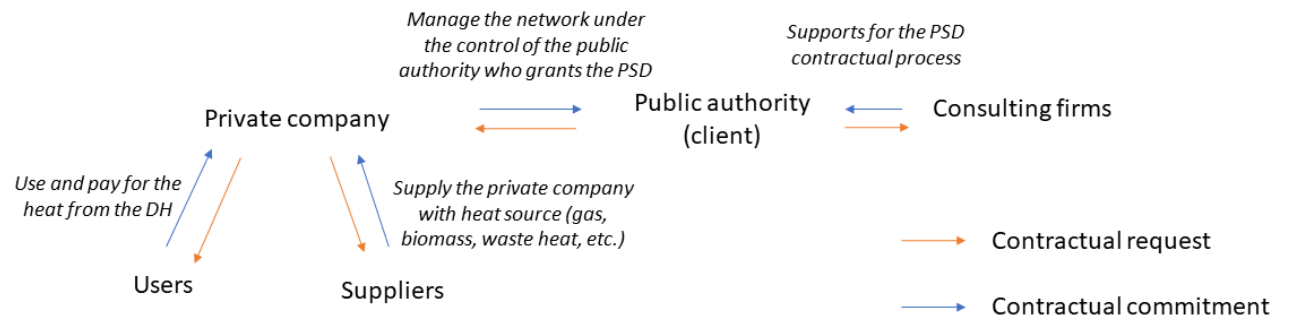 Manage the network under
the control of the public
authority who grants the PSD
Supports for the PSD
contractual process
Private company
Public authority
(client)
Consulting firms
Use and pay for the
heat from the DH
Supply the private company
with heat source (gas,
biomass, waste heat, etc.)
Users
Suppliers
Contractual request
Contractual commitment